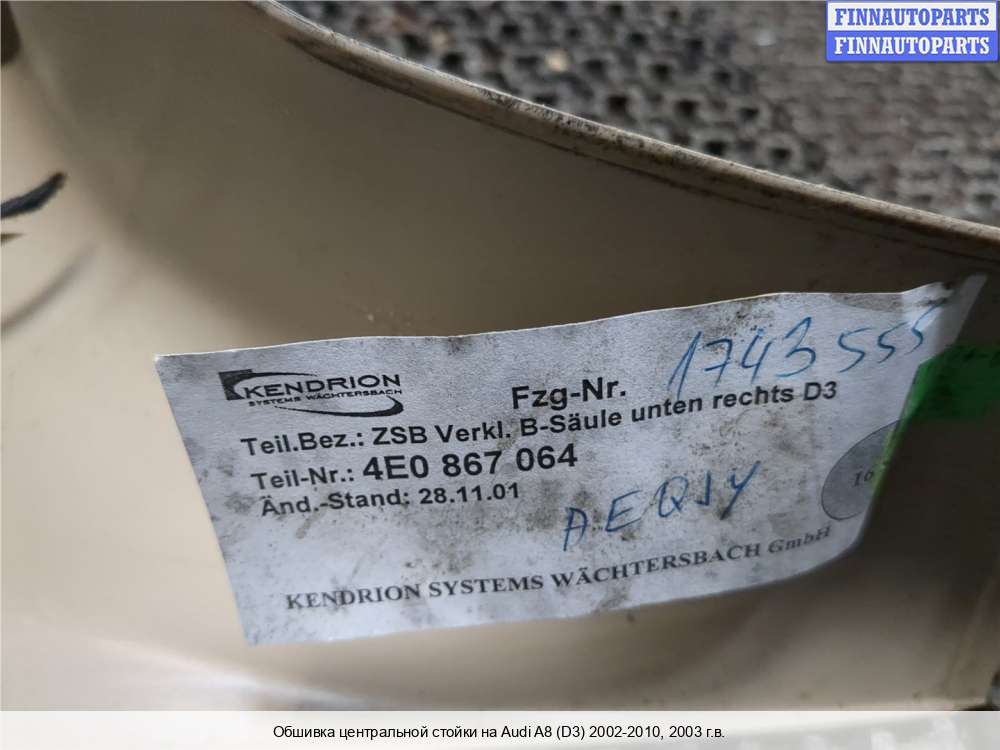 FINNAUTOPARTS
FINNAUTOPARTS
KENDRION
SYSTEMS WÄCHTERSBACH
Fzg-Nr. 1743555
Teil.Bez.: ZSB Verkl. B-Säule unten rechts D3
Teil-Nr.: 4E0 867 064
Änd.-Stand: 28.11.01
16
KENDRION SYSTEMS WÄCHTERSBACH GmbH
Обшивка центральной стойки на Audi A8 (D3) 2002-2010, 2003 г.в.